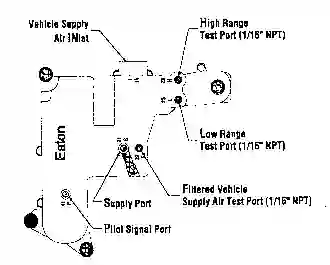 Vehicle Supply
Air Inlet
High Range
Test Port (1/16" NPT)
Low Range
Test Port (1/16" NPT)
Eaton
Supply Port
Filtered Vehicle
Supply Air Test Port (1/16" NPT)
Pilot Signal Port